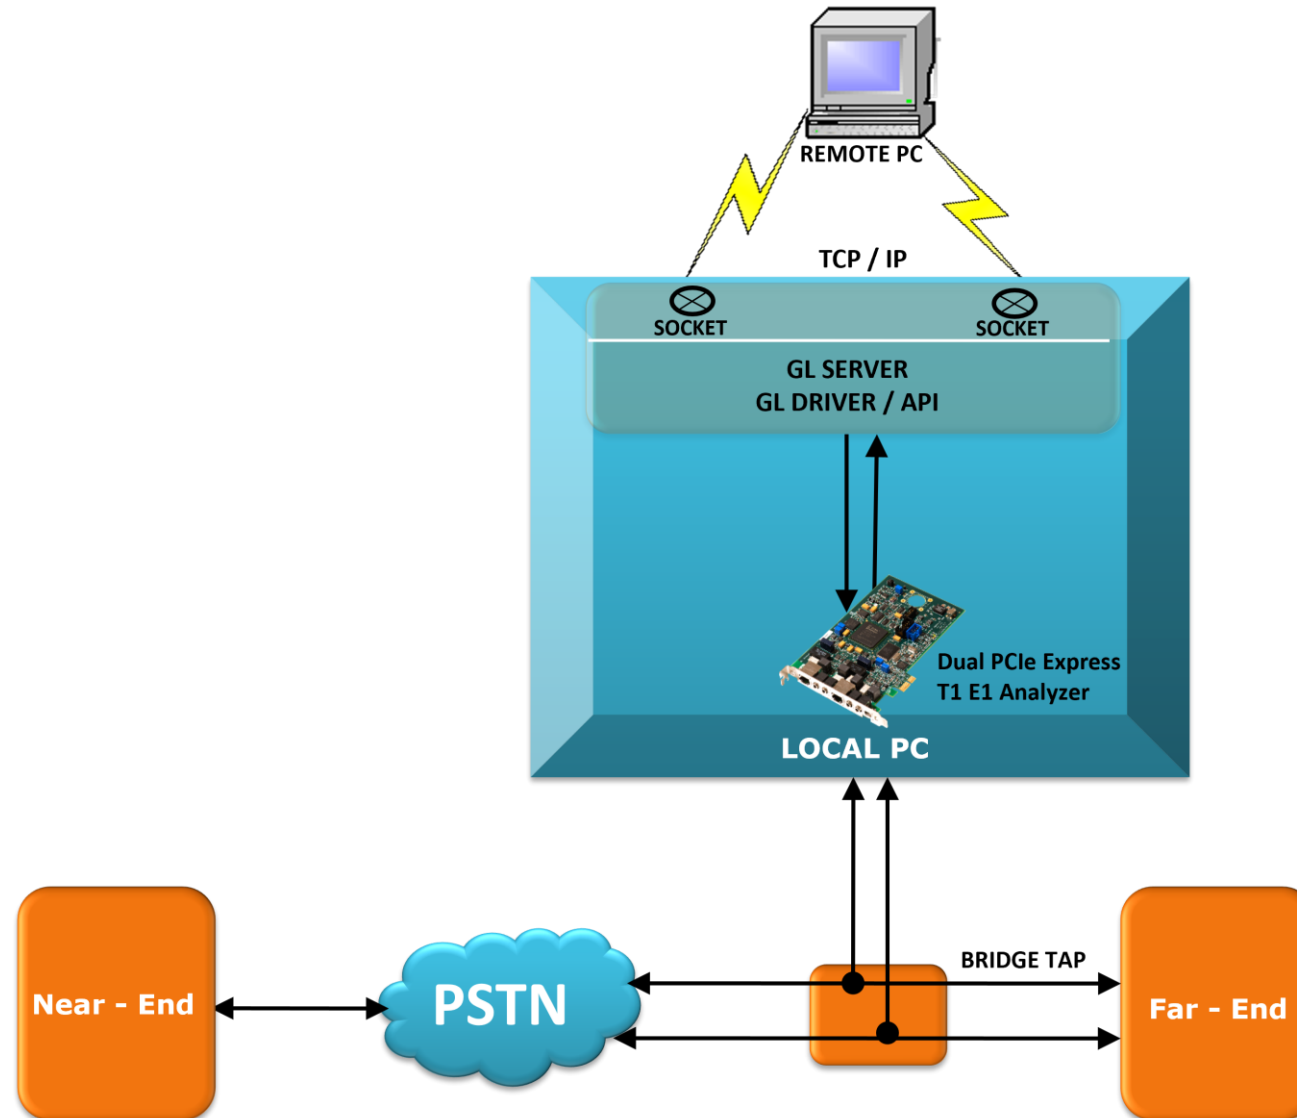 REMOTE PC
TCP / IP
SOCKET
SOCKET
GL SERVER
GL DRIVER / API
Dual PCIe Express
T1 E1 Analyzer
LOCAL PC
BRIDGE TAP
Near - End
PSTN
Far - End